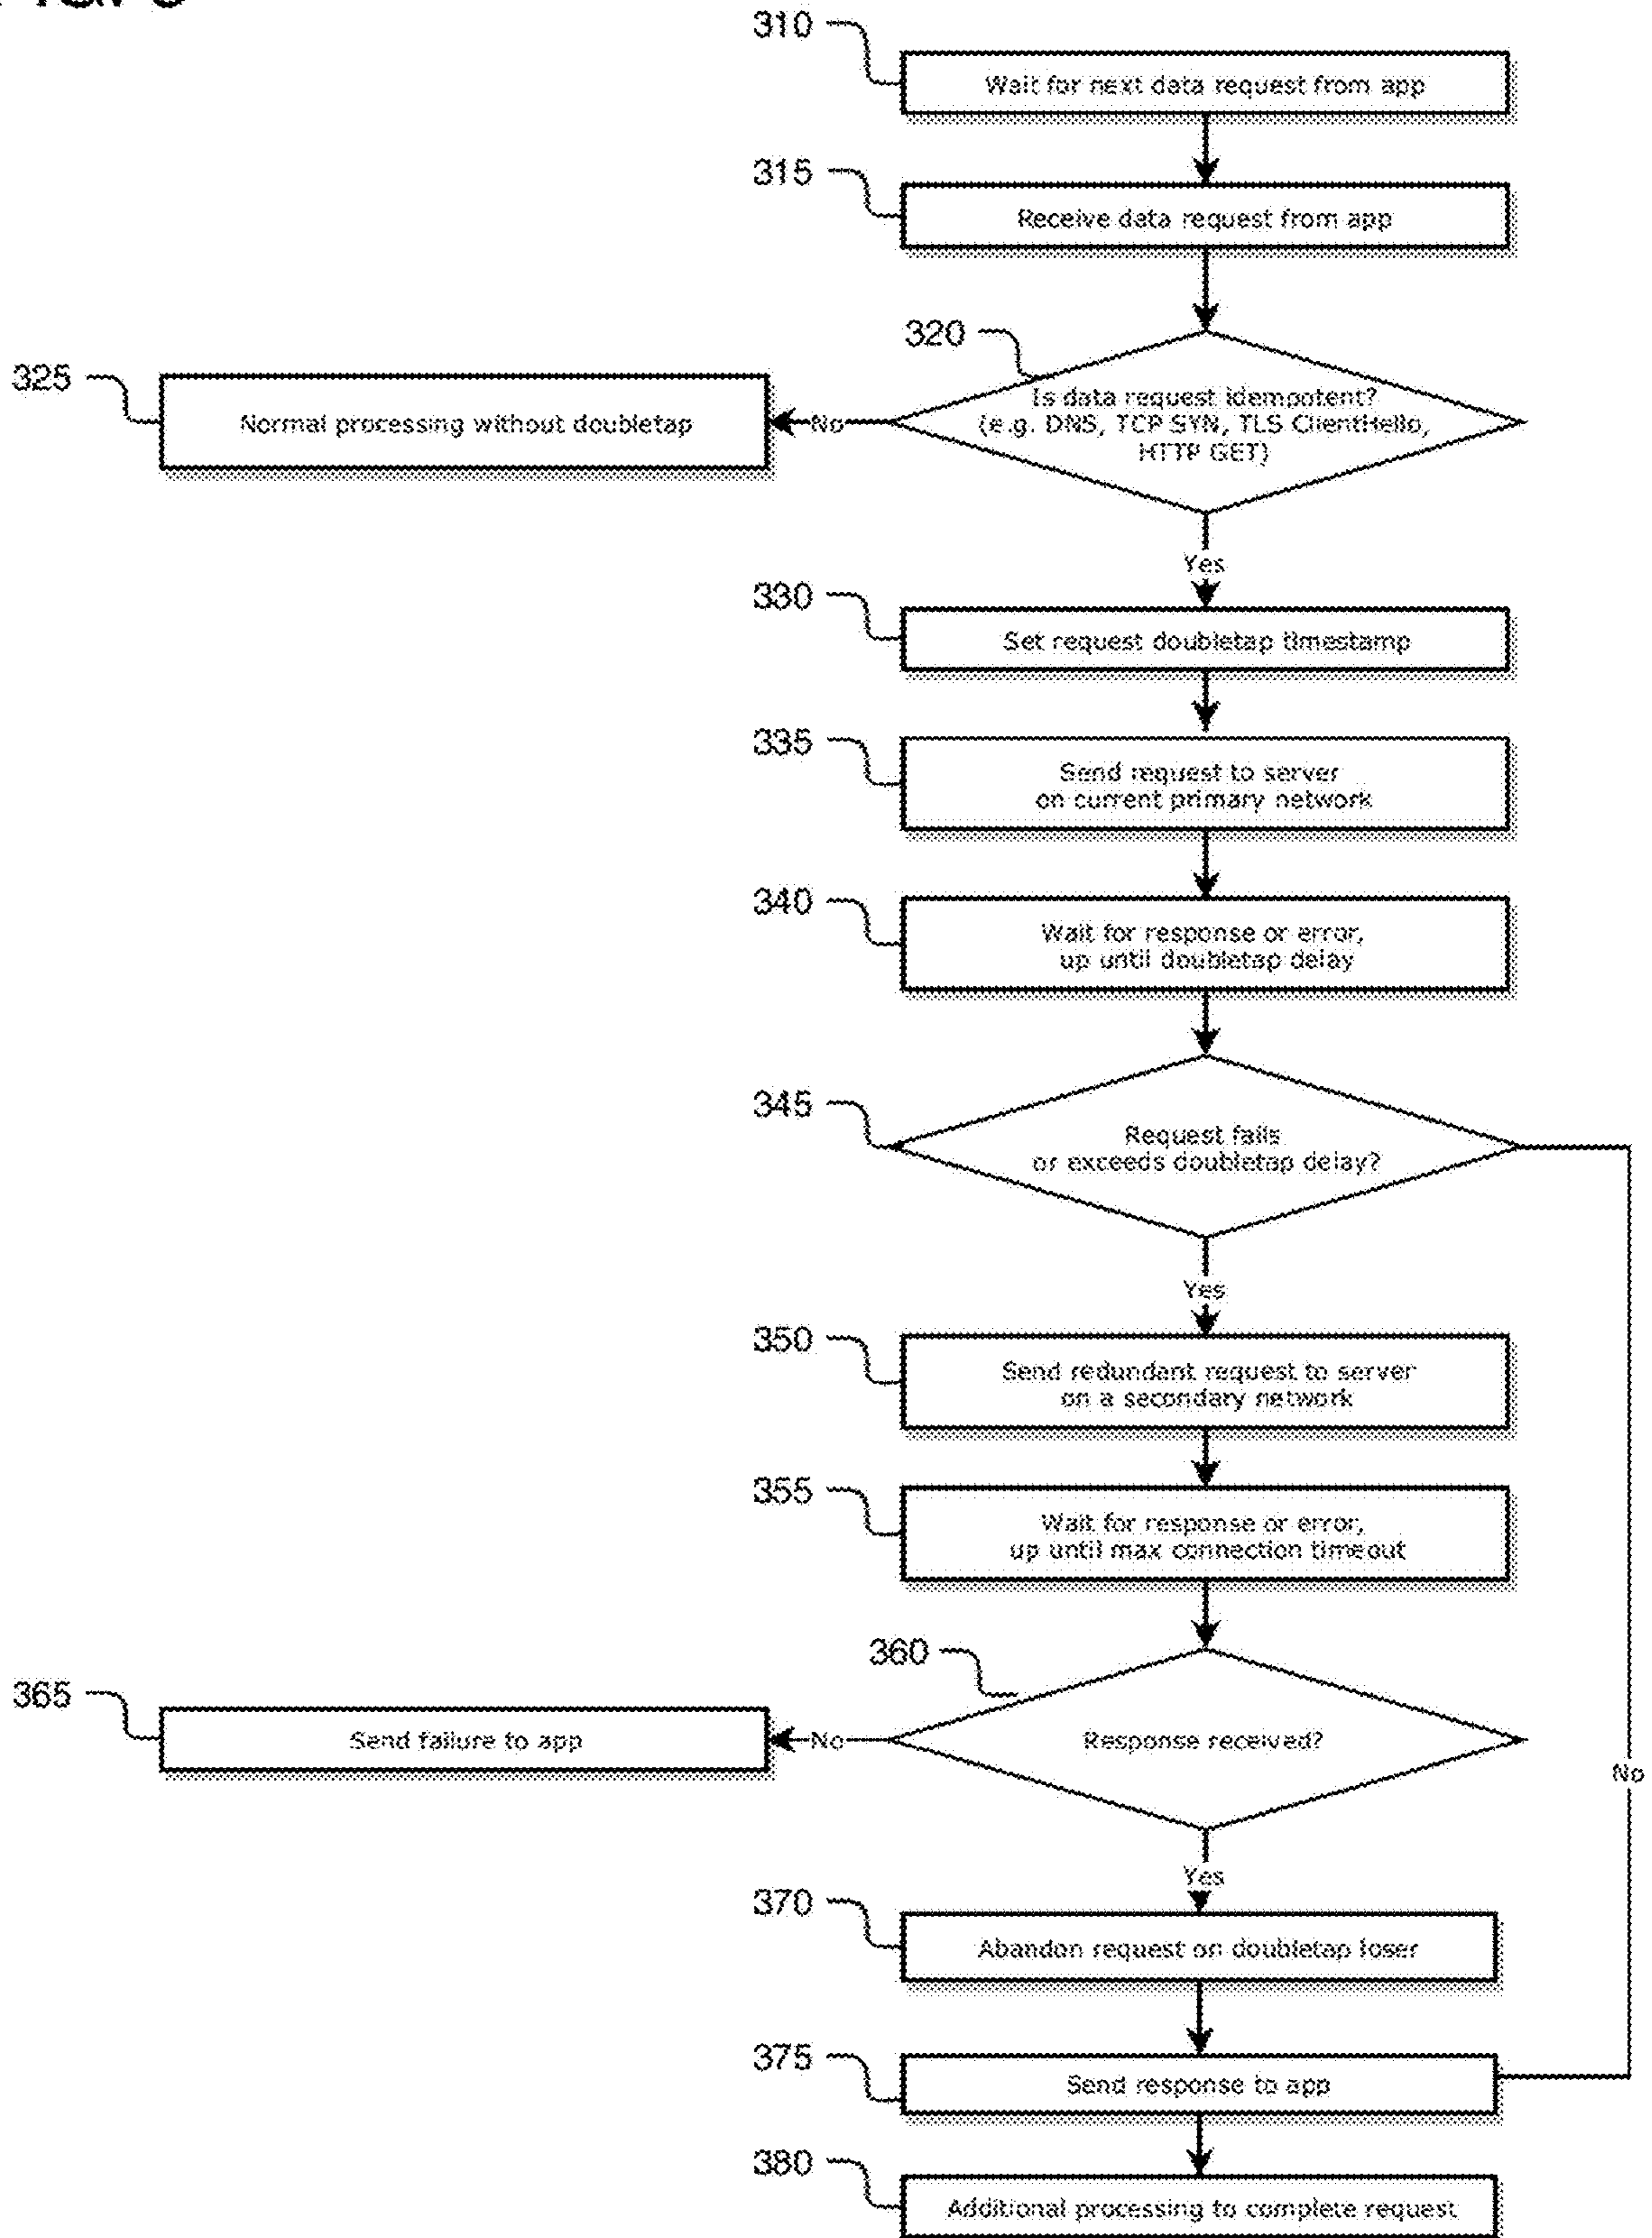 310
Wait for next data request from app
315
Receive data request from app
320
325
Is data request idempotent?
(e.g. DNS, TCP SYN, TLS ClientHello,
HTTP GET)
Normal processing without doubletap
No
Yes
330
Set request doubletap timestamp
335
Send request to server
on current primary network
340
Wait for response or error,
up until doubletap delay
345
Request fails
or exceeds doubletap delay?
Yes
350
Send redundant request to server
on a secondary network
355
Wait for response or error,
up until max connection timeout
360
365
Send failure to app
No
Response received?
No
Yes
370
Abandon request on doubletap loser
375
Send response to app
380
Additional processing to complete request